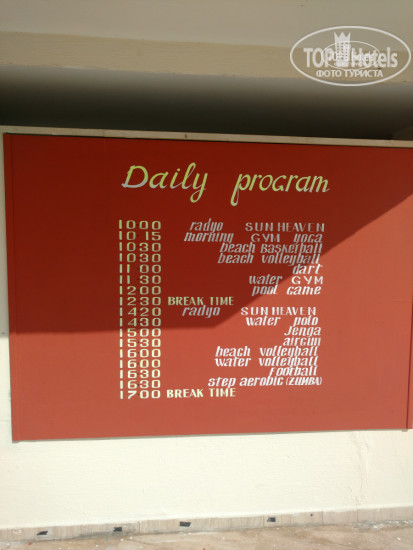 TOPHotels
ФОТО ТУРИСТА
Daily program
1000 radyo SUN HEAVEN
10 15 morning GYM yoga
1030 beach BASKETball
1030 beach volleyball
11 00 dart
11 30 water GYM
1200 pool game
1230 BREAK TIME
1420 radyo SUN HEAVEN
1430 water polo
1500 Jenga
1530 airgun
1600 beach volleyball
1600 water volleyball
1630 Football
1630 step aerobic (ZUMBA)
1700 BREAK TIME